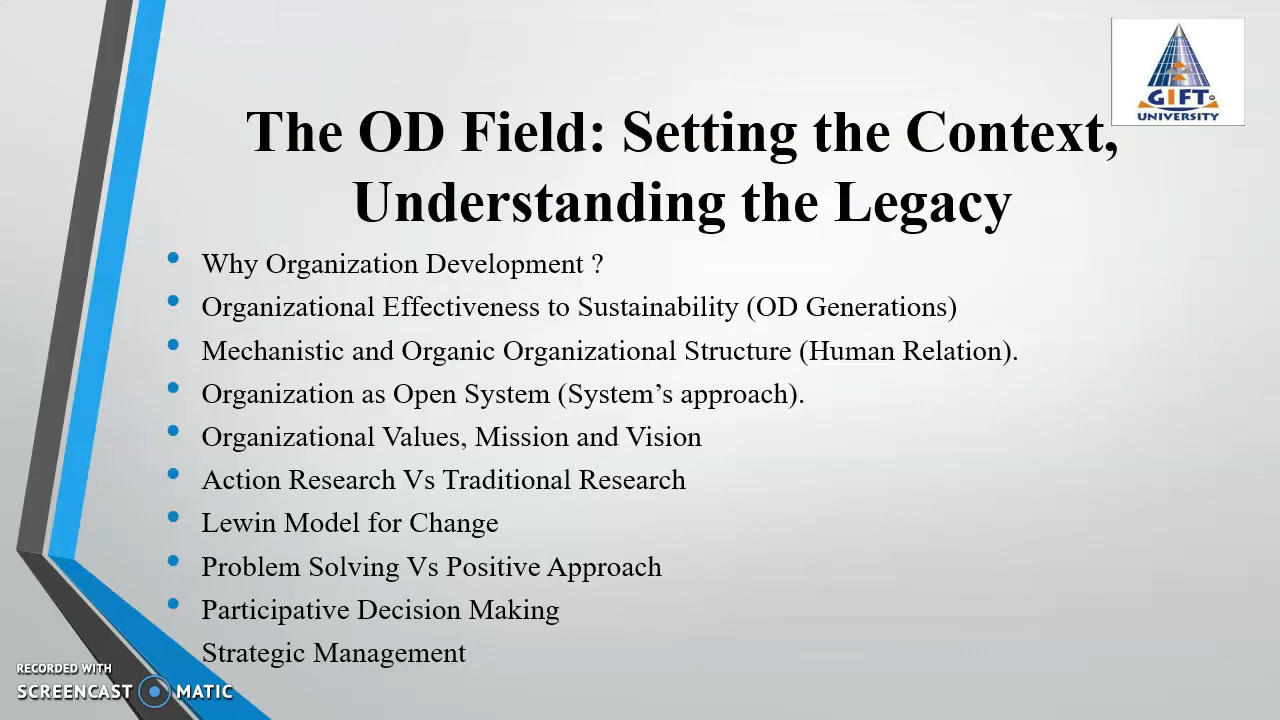 GIFT
UNIVERSITY
The OD Field: Setting the Context,
Understanding the Legacy
• Why Organization Development ?
• Organizational Effectiveness to Sustainability (OD Generations)
• Mechanistic and Organic Organizational Structure (Human Relation).
• Organization as Open System (System’s approach).
• Organizational Values, Mission and Vision
• Action Research Vs Traditional Research
• Lewin Model for Change
• Problem Solving Vs Positive Approach
• Participative Decision Making
Strategic Management
RECORDED WITH
SCREENCAST MATIC